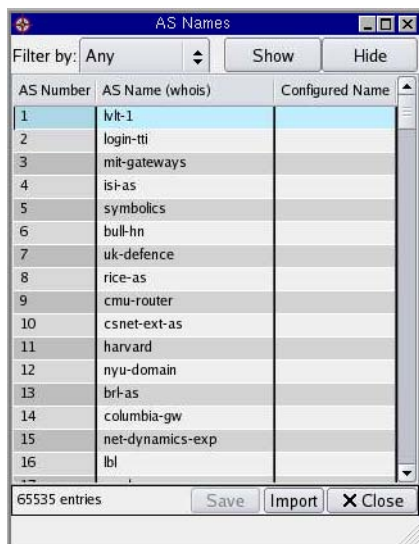 AS Names
Filter by: Any Show Hide
AS Number AS Name (whois) Configured Name
1 lvlt-1
2 login-tti
3 mit-gateways
4 isi-as
5 symbolics
6 bull-hn
7 uk-defence
8 rice-as
9 cmu-router
10 csnet-ext-as
11 harvard
12 nyu-domain
13 brl-as
14 columbia-gw
15 net-dynamics-exp
16 lbl
65535 entries Save Import Close